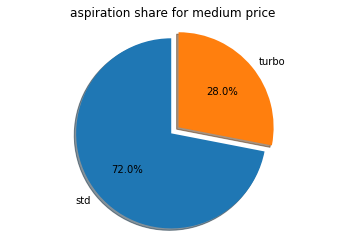 aspiration share for medium price
turbo
28.0%
72.0%
std